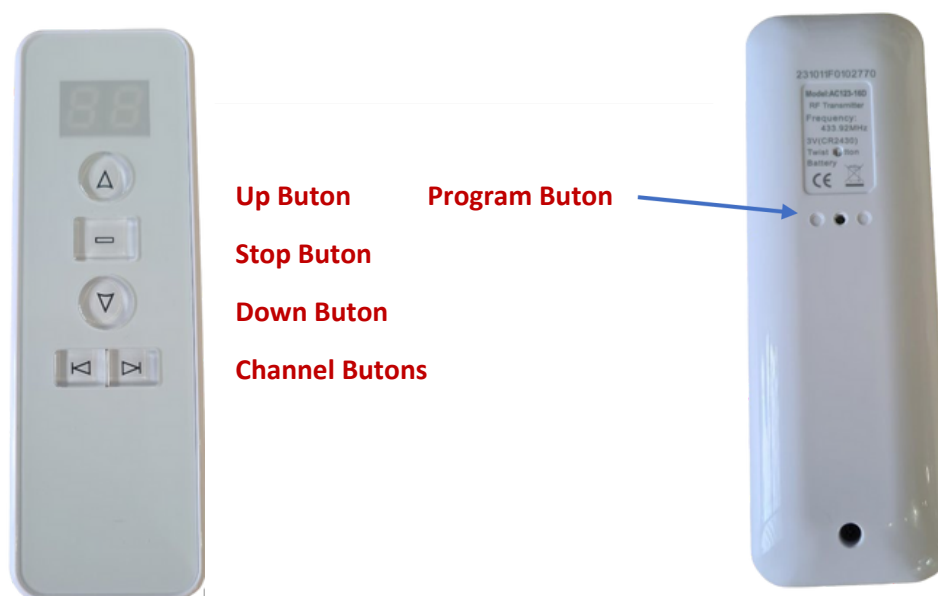 88
Up Buton
Program Buton
Stop Buton
Down Buton
Channel Butons
231011F0102770
Model:AC123-16D
RF Transmitter
Frequency:
433.92MHz
3V(CR2430)
Battery
CE